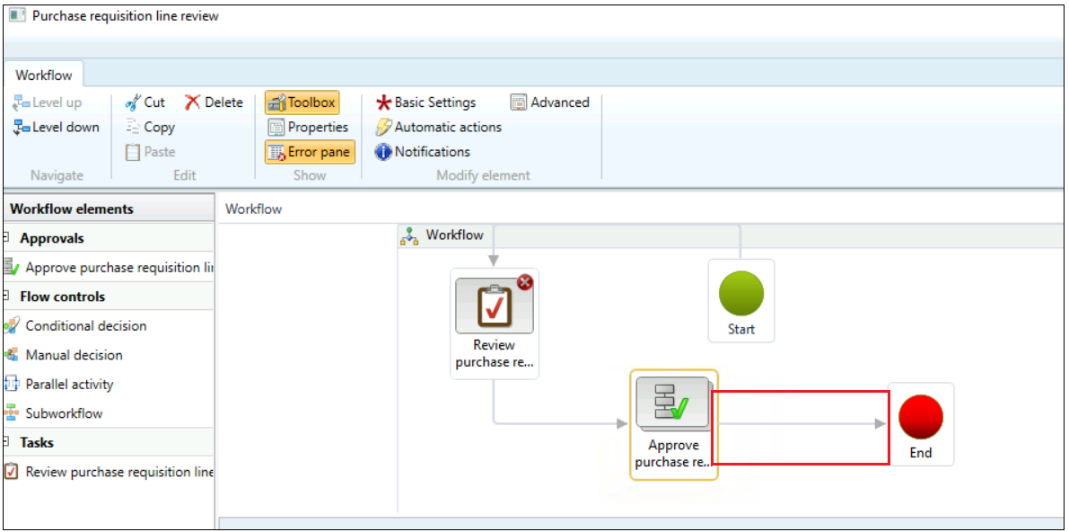 Purchase requisition line review
Workflow
Level up
Cut
Delete
Toolbox
Basic Settings
Advanced
Level down
Copy
Properties
Automatic actions
Paste
Error pane
Notifications
Navigate
Edit
Show
Modify element
Workflow elements
Workflow
Approvals
Workflow
Approve purchase requisition lin
Flow controls
Conditional decision
Start
Manual decision
Review
purchase re...
Parallel activity
Subworkflow
Tasks
Approve
purchase re...
End
Review purchase requisition line